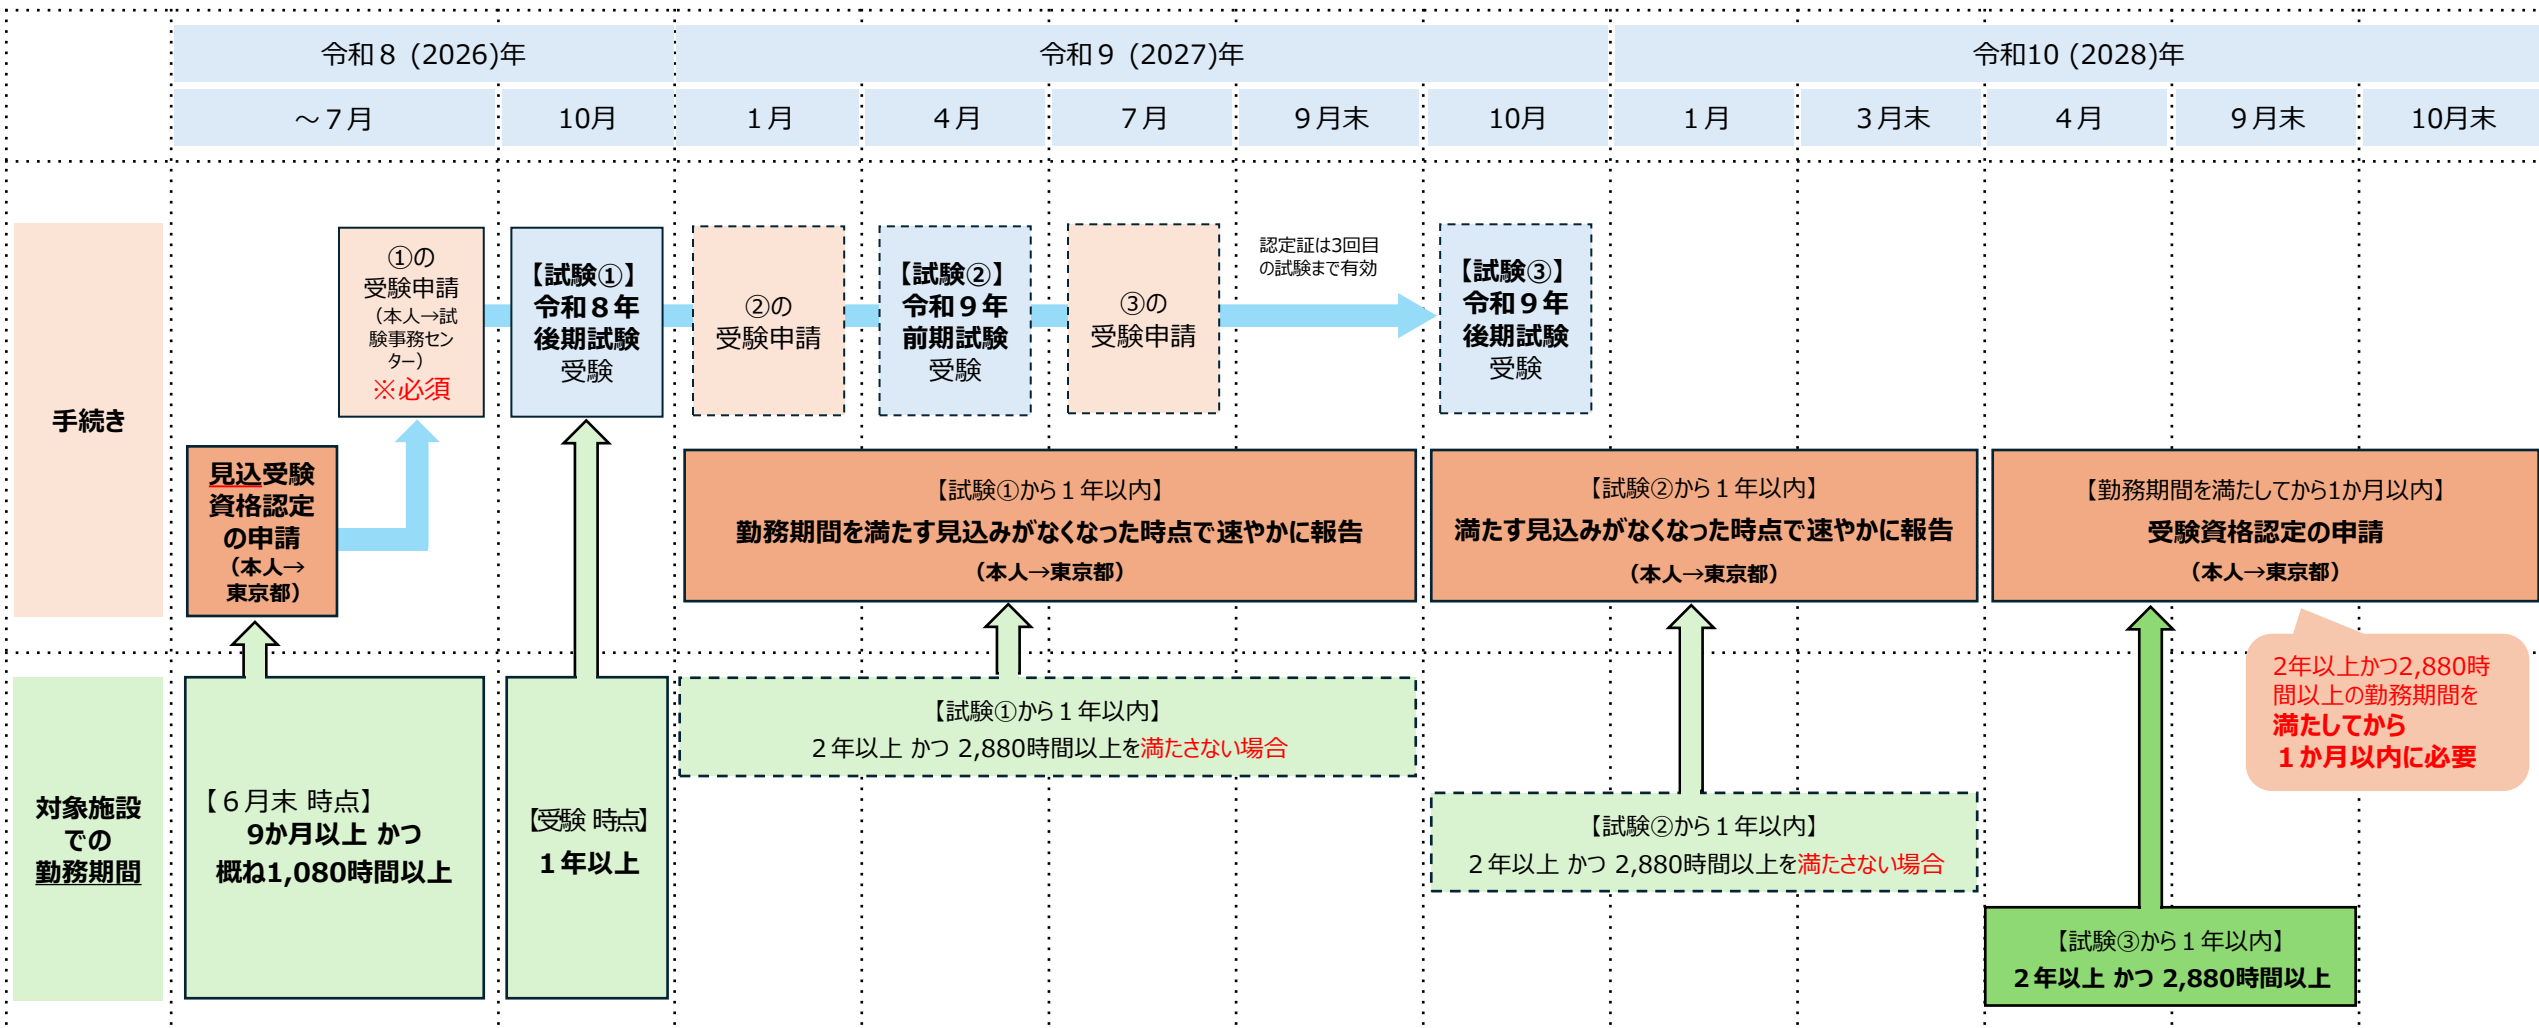 令和８ (2026)年
令和９ (2027)年
令和10 (2028)年
～７月
10月
１月
４月
７月
９月末
10月
１月
３月末
４月
９月末
10月末
手続き
①の
受験申請
（本人→試
験事務セン
ター）
※必須
【試験①】
令和８年
後期試験
受験
②の
受験申請
【試験②】
令和９年
前期試験
受験
③の
受験申請
認定証は3回目
の試験まで有効
【試験③】
令和９年
後期試験
受験
見込受験
資格認定
の申請
（本人→
東京都）
【試験①から１年以内】
勤務期間を満たす見込みがなくなった時点で速やかに報告
（本人→東京都）
【試験②から１年以内】
満たす見込みがなくなった時点で速やかに報告
（本人→東京都）
【勤務期間を満たしてから1か月以内】
受験資格認定の申請
（本人→東京都）
2年以上かつ2,880時
間以上の勤務期間を
満たしてから
１か月以内に必要
対象施設
での
勤務期間
【６月末 時点】
9か月以上 かつ
概ね1,080時間以上
【受験 時点】
１年以上
【試験①から１年以内】
２年以上 かつ 2,880時間以上を満たさない場合
【試験②から１年以内】
２年以上 かつ 2,880時間以上を満たさない場合
【試験③から１年以内】
２年以上 かつ 2,880時間以上